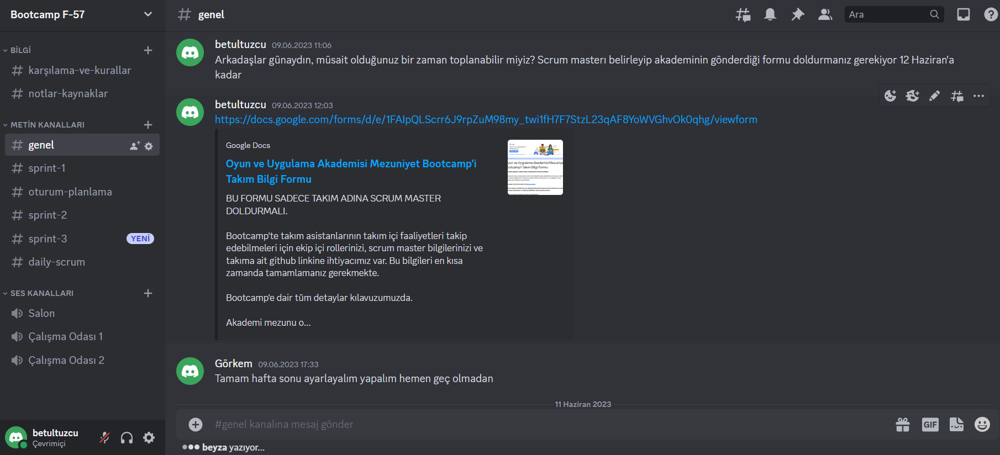 Bootcamp F-57
BİLGİ
karşılama-ve-kurallar
notlar-kaynaklar
METİN KANALLARI
genel
sprint-1
oturum-planlama
sprint-2
sprint-3
YENİ
daily-scrum
SES KANALLARI
Salon
Çalışma Odası 1
Çalışma Odası 2
betultuzcu
Çevrimiçi
genel
Ara
betultuzcu 09.06.2023 11:06
Arkadaşlar günaydın, müsait olduğunuz bir zaman toplanabilir miyiz? Scrum masterı belirleyip akademinin gönderdiği formu doldurmanız gerekiyor 12 Haziran'a
kadar
betultuzcu 09.06.2023 12:03
https://docs.google.com/forms/d/e/1FAIpQLScrr6J9rpZuM98my_twi1fH7F7StzL23qAF8YoWVGhvOk0qhg/viewform
Google Docs
Oyun ve Uygulama Akademisi Mezuniyet Bootcamp'i
Takım Bilgi Formu
BU FORMU SADECE TAKIM ADINA SCRUM MASTER
DOLDURMALI.
Bootcamp'te takım asistanlarının takım içi faaliyetleri takip
edebilmeleri için ekip içi rollerinizi, scrum master bilgilerinizi ve
takıma ait github linkine ihtiyacımız var. Bu bilgileri en kısa
zamanda tamamlamanız gerekmekte.
Bootcamp'e dair tüm detaylar kılavuzumuzda.
Akademi mezunu o...
Görkem 09.06.2023 17:33
Tamam hafta sonu ayarlayalım yapalım hemen geç olmadan
11 Haziran 2023
#genel kanalına mesaj gönder
GIF
beyza yazıyor...